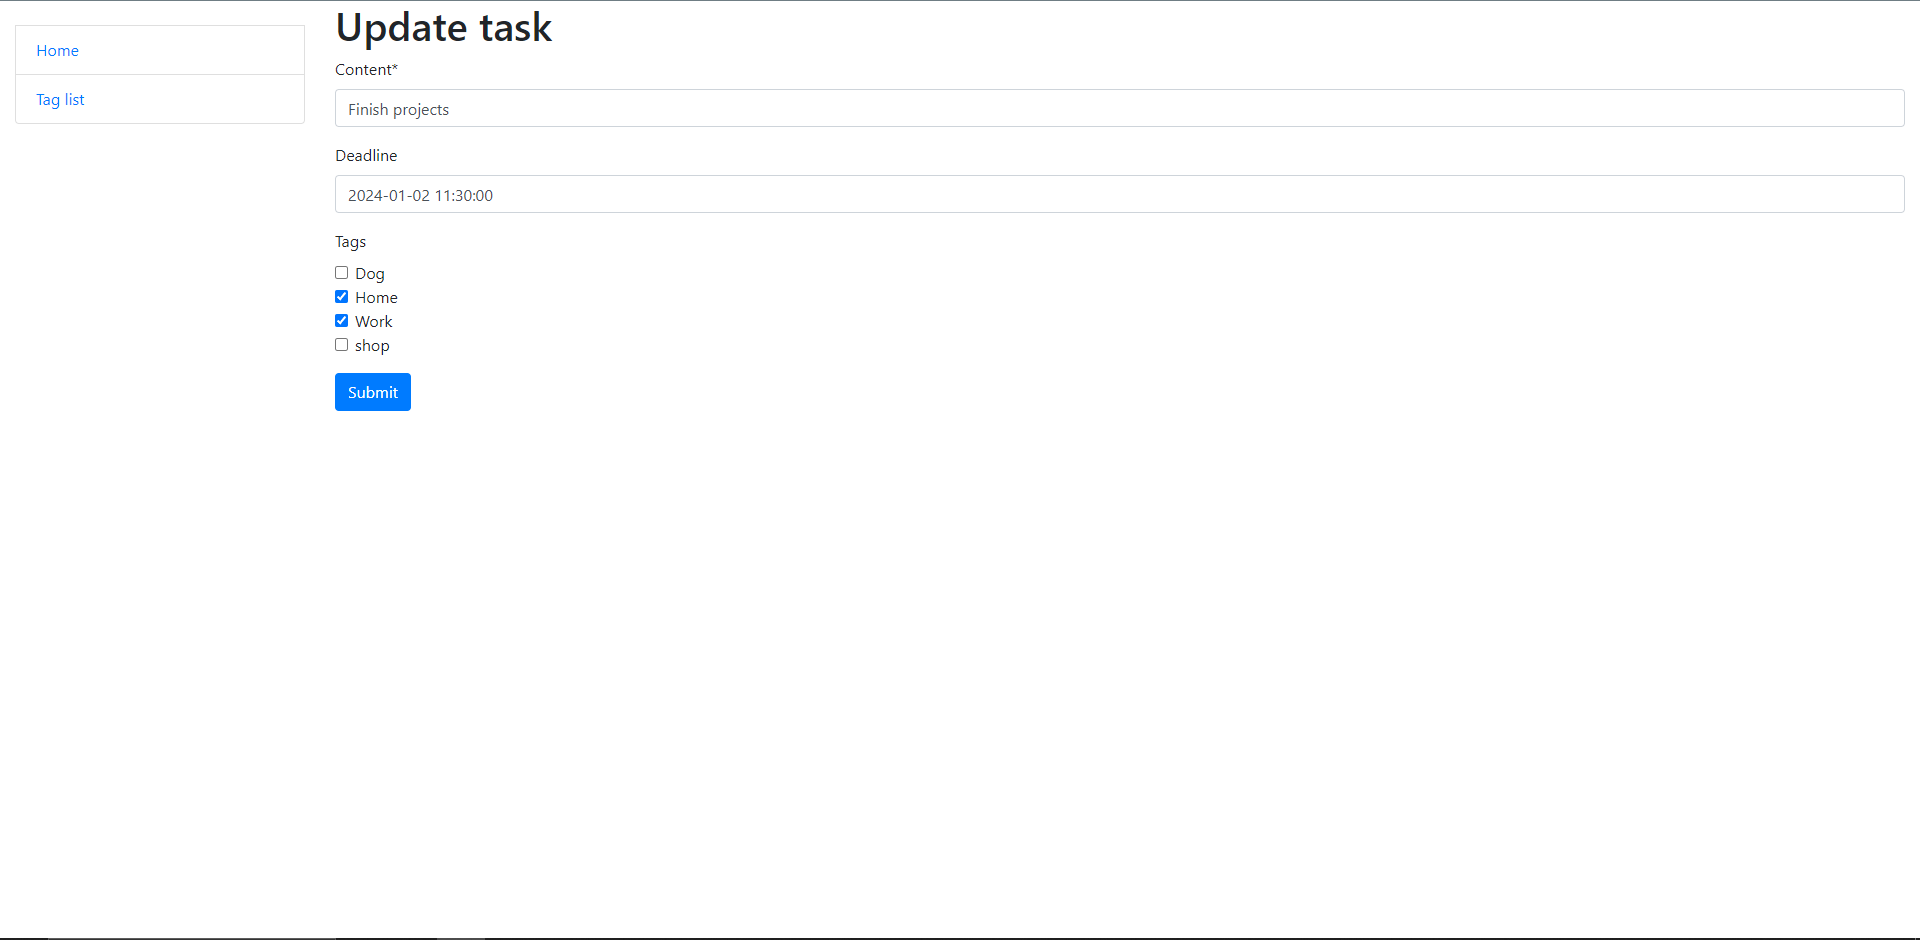 Home
Tag list
Update task
Content*
Finish projects
Deadline
2024-01-02 11:30:00
Tags
Dog
Home
Work
shop
Submit